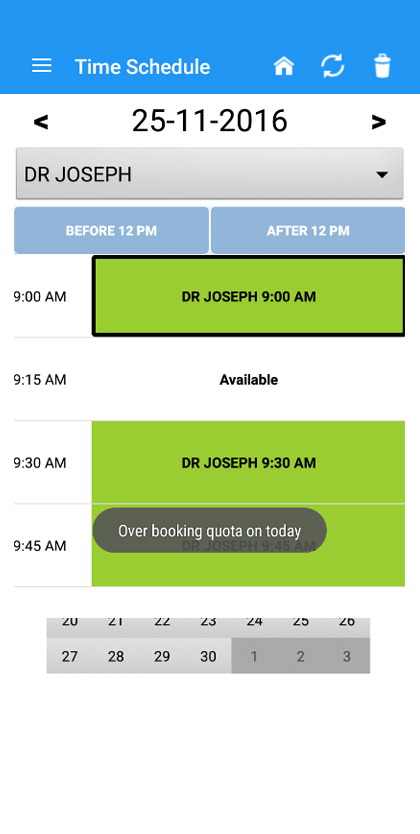 Time Schedule
<
25-11-2016
>
DR JOSEPH
BEFORE 12 PM
AFTER 12 PM
9:00 AM
DR JOSEPH 9:00 AM
9:15 AM
Available
9:30 AM
DR JOSEPH 9:30 AM
9:45 AM
DR JOSEPH 9:45 AM
Over booking quota on today
20 21 22 23 24 25 26
27 28 29 30 1 2 3